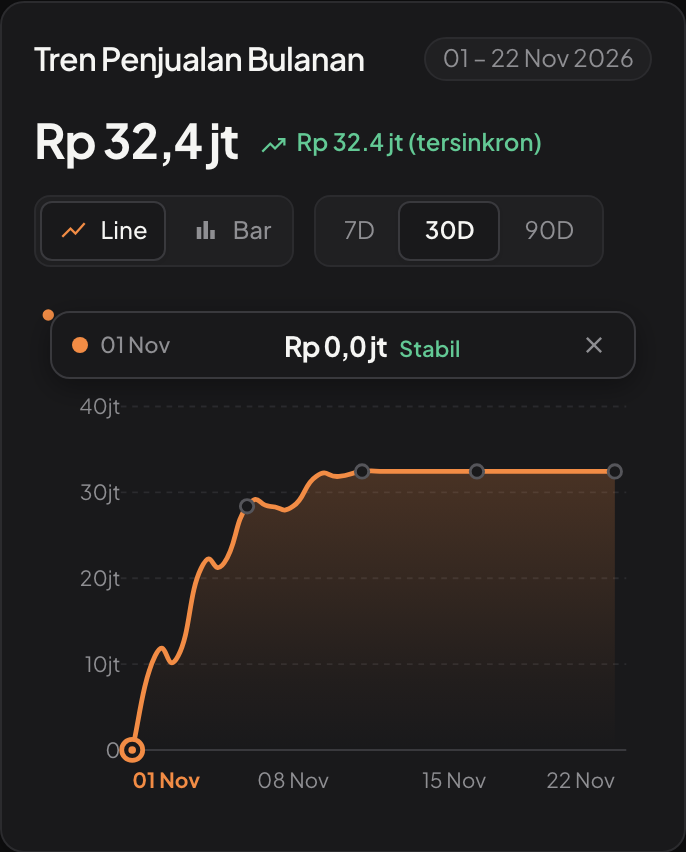 Tren Penjualan Bulanan
01 – 22 Nov 2026
Rp 32,4 jt
Rp 32.4 jt (tersinkron)
Line
Bar
7D
30D
90D
01 Nov
Rp 0,0 jt
Stabil
40jt
30jt
20jt
10jt
0
01 Nov
08 Nov
15 Nov
22 Nov